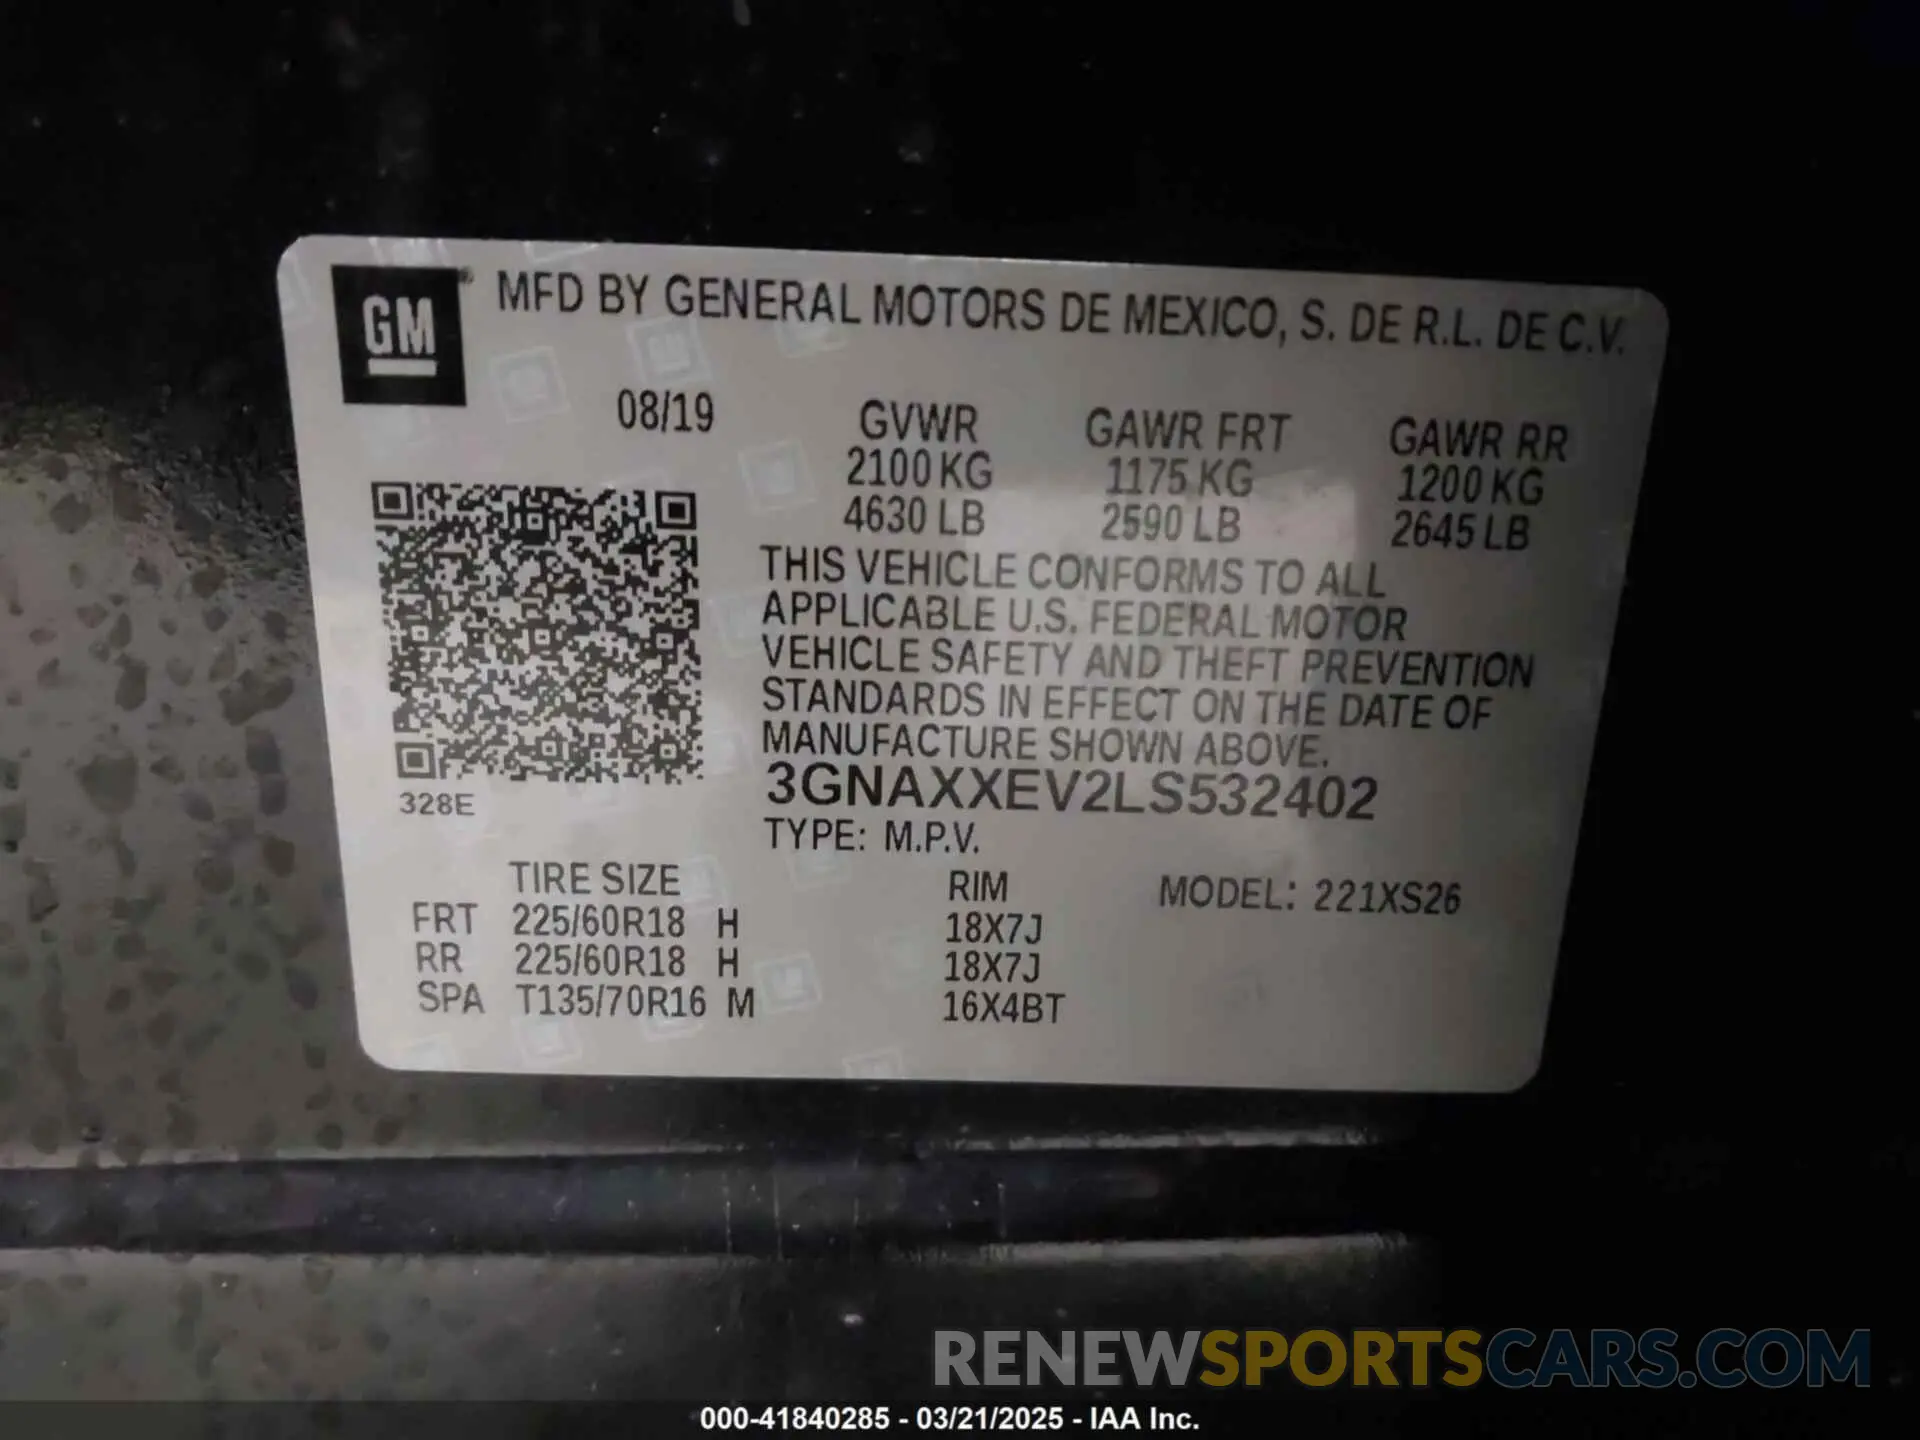 GM ® MFD BY GENERAL MOTORS DE MEXICO, S. DE R.L. DE C.V.
08/19 GVWR GAWR FRT GAWR RR
2100 KG 1175 KG 1200 KG
4630 LB 2590 LB 2645 LB
THIS VEHICLE CONFORMS TO ALL
APPLICABLE U.S. FEDERAL MOTOR
VEHICLE SAFETY AND THEFT PREVENTION
STANDARDS IN EFFECT ON THE DATE OF
MANUFACTURE SHOWN ABOVE.
3GNAXXEV2LS532402
328E
TYPE: M.P.V.
TIRE SIZE RIM MODEL: 221XS26
FRT 225/60R18 H 18X7J
RR 225/60R18 H 18X7J
SPA T135/70R16 M 16X4BT
RENEWSPORTSCARS.COM
000-41840285 - 03/21/2025 - IAA Inc.